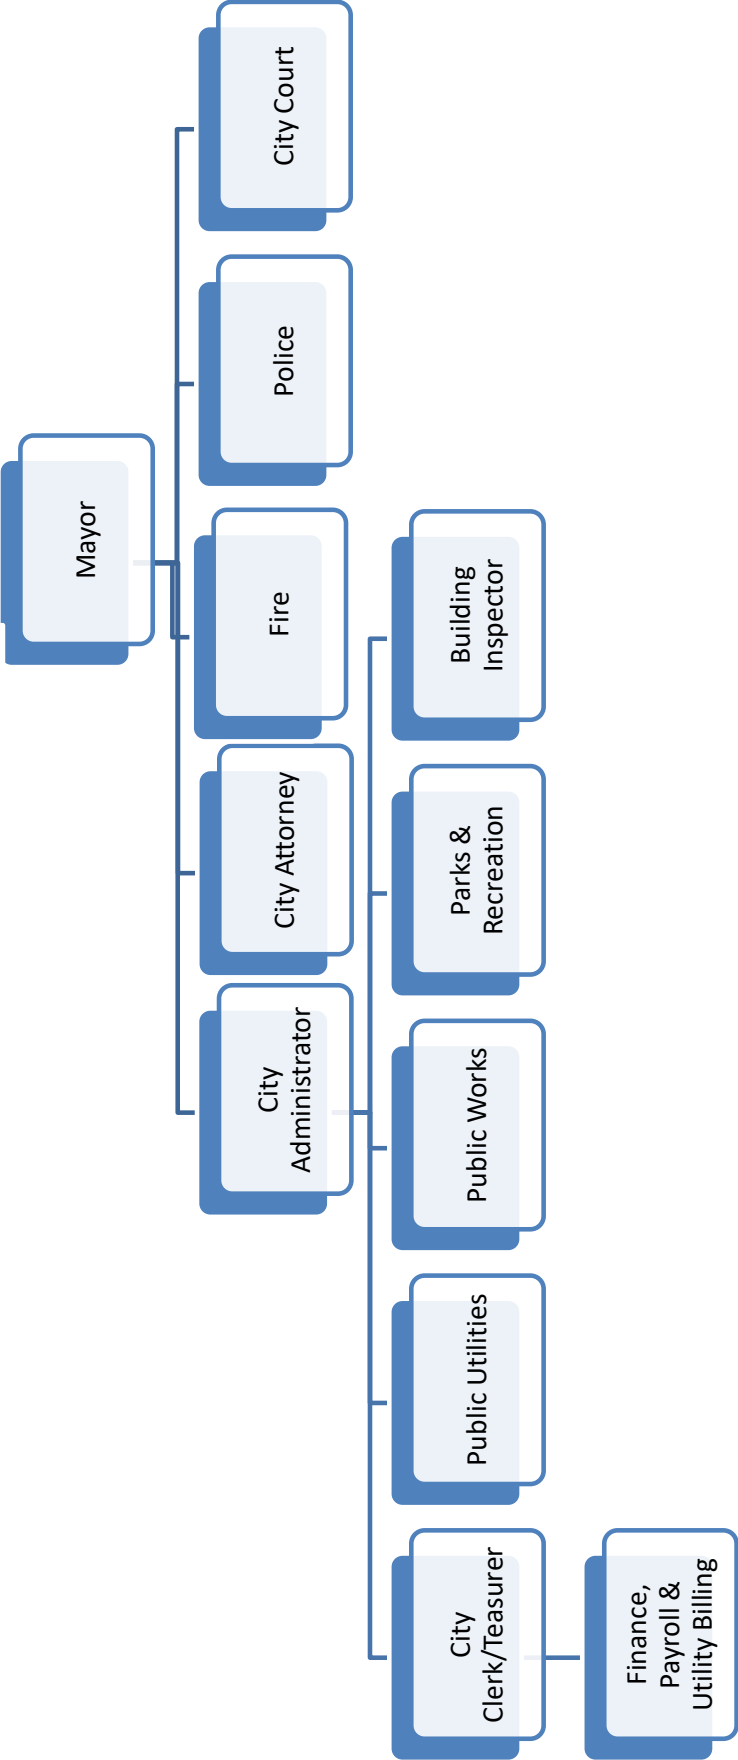 Mayor
City
Administrator
City Attorney
Fire
Police
City Court
City
Clerk/Teasurer
Public Utilities
Public Works
Parks &
Recreation
Building
Inspector
Finance,
Payroll &
Utility Billing